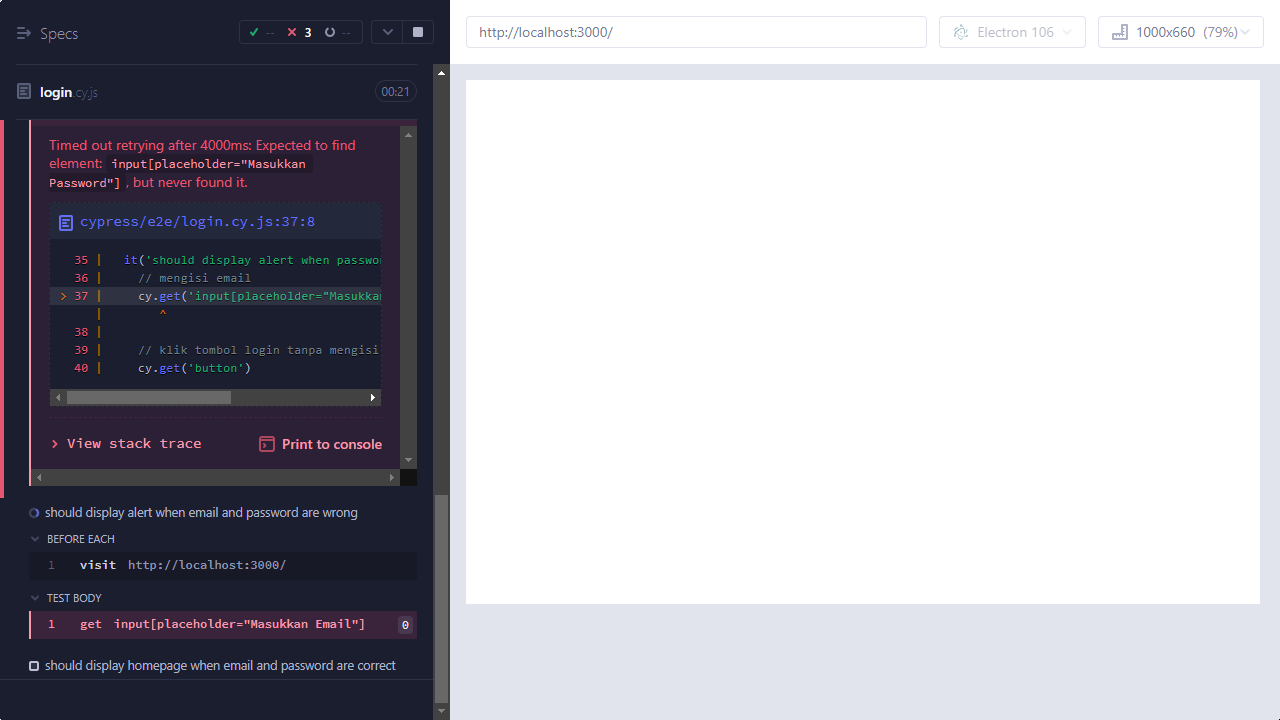 Specs
-- 3 --
http://localhost:3000/
Electron 106
1000x660 (79%)
login.cy.js
00:21
Timed out retrying after 4000ms: Expected to find
element: input[placeholder="Masukkan
Password"] , but never found it.
cypress/e2e/login.cy.js:37:8
35 | it('should display alert when passwor
36 | // mengisi email
> 37 | cy.get('input[placeholder="Masukkan
| ^
38 |
39 | // klik tombol login tanpa mengisi
40 | cy.get('button')
View stack trace
Print to console
should display alert when email and password are wrong
BEFORE EACH
1 visit http://localhost:3000/
TEST BODY
1 get input[placeholder="Masukkan Email"] 0
should display homepage when email and password are correct